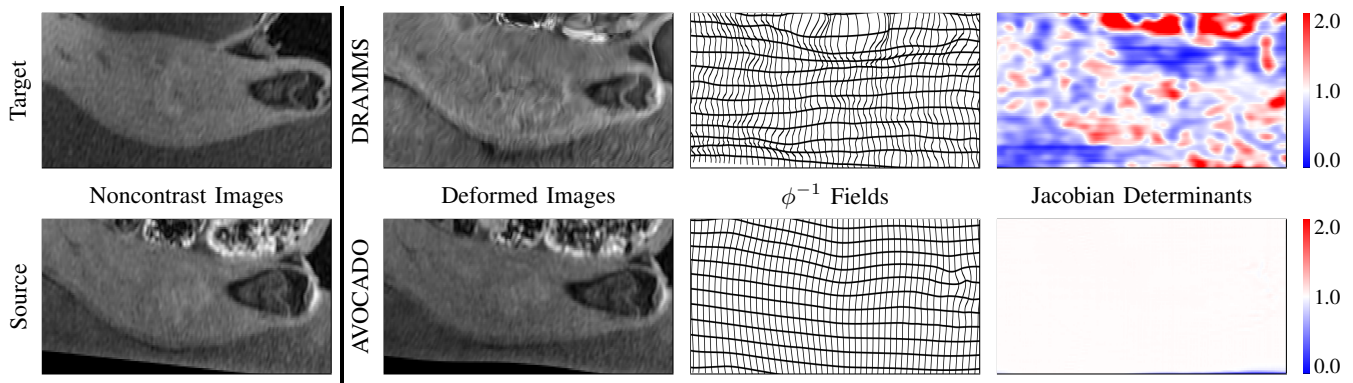 Target
DRAMMS
2.0
1.0
0.0
Noncontrast Images
Deformed Images
ϕ⁻¹ Fields
Jacobian Determinants
Source
AVOCADO
2.0
1.0
0.0